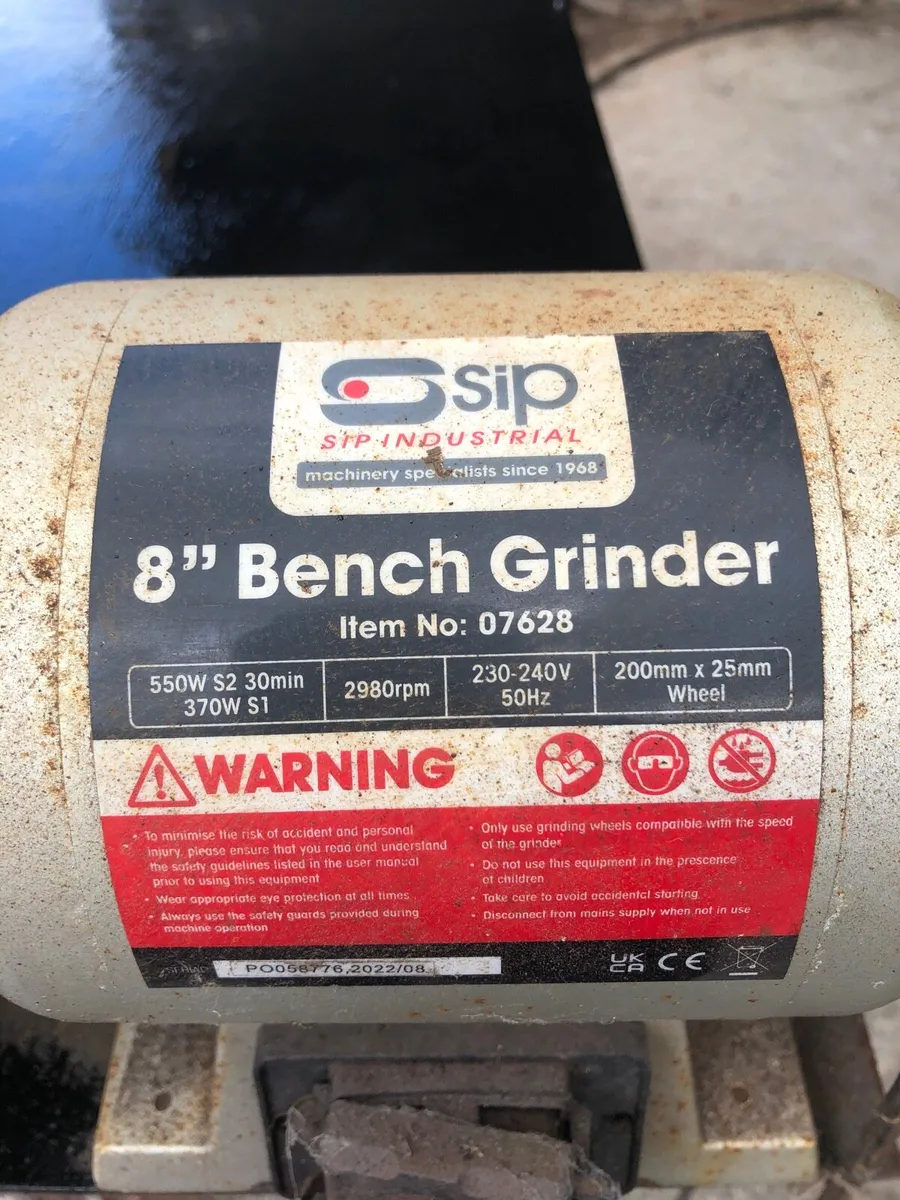 sip
SIP INDUSTRIAL
machinery specialists since 1968
8” Bench Grinder
Item No: 07628
550W S2 30min
370W S1
2980rpm
230-240V
50Hz
200mm x 25mm
Wheel
WARNING
• To minimise the risk of accident and personal
injury, please ensure that you read and understand
the safety guidelines listed in the user manual
prior to using this equipment
• Wear appropriate eye protection at all times
• Always use the safety guards provided during
machine operation
• Only use grinding wheels compatible with the speed
of the grinder
• Do not use this equipment in the prescence
of children
• Take care to avoid accidental starting
• Disconnect from mains supply when not in use
SERIAL
PO058776,2022/08
UK
CA
CE